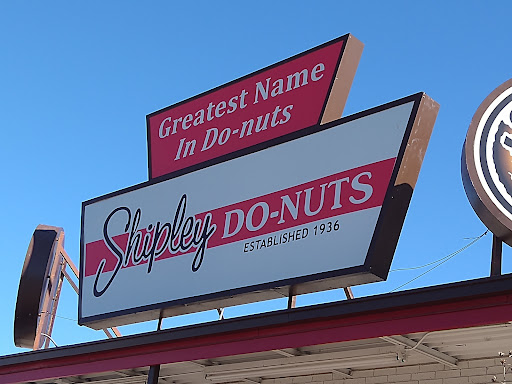 Greatest Name
In Do-nuts
Shipley DO-NUTS
ESTABLISHED 1936